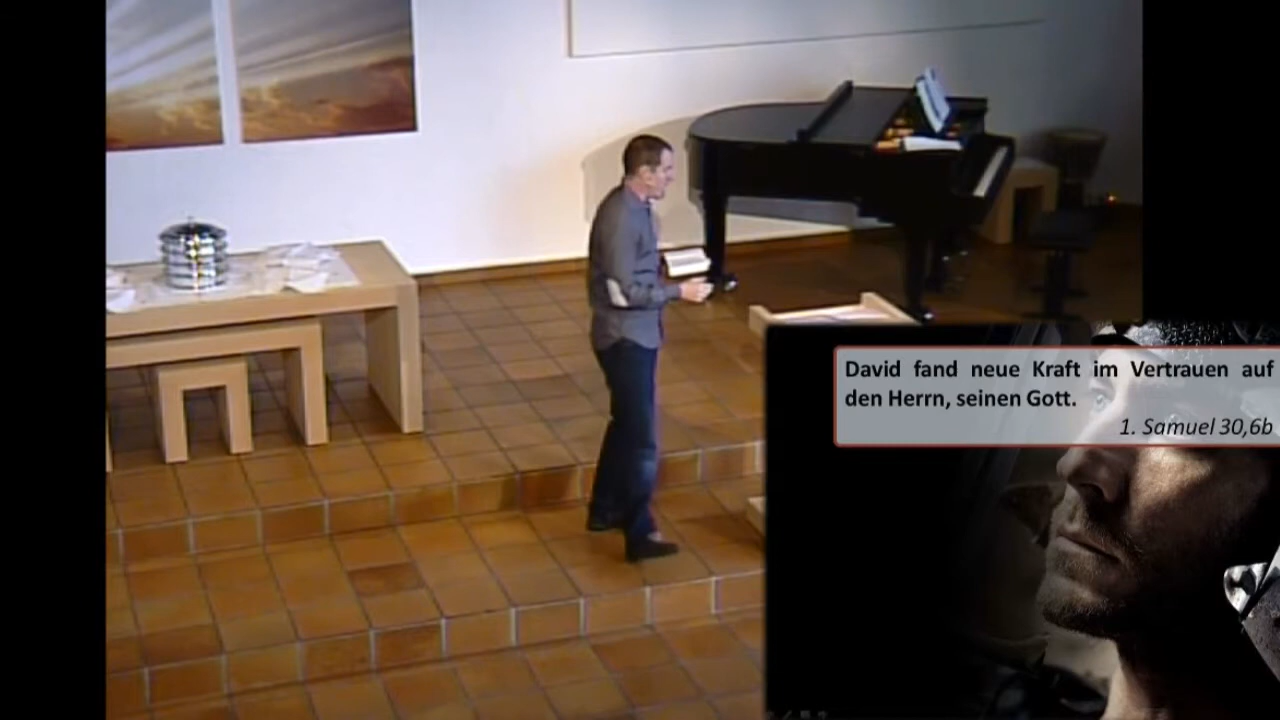 David fand neue Kraft im Vertrauen auf
den Herrn, seinen Gott.
1. Samuel 30,6b